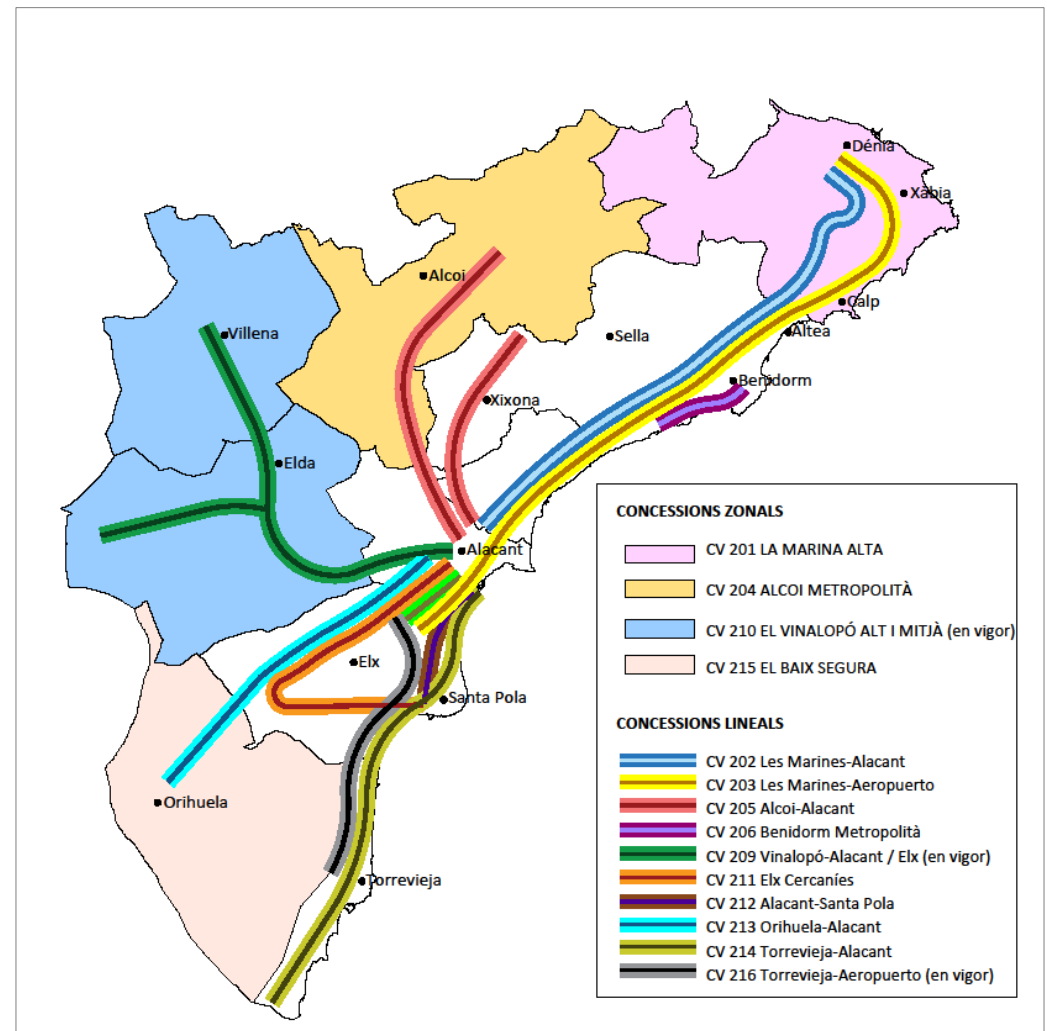 Dénia
Xàbia
Alcoi
Calp
Villena
Sella
Altea
Benidorm
Xixona
Elda
Alacant
Elx
Santa Pola
Orihuela
Torrevieja
CONCESSIONS ZONALS
CV 201 LA MARINA ALTA
CV 204 ALCOI METROPOLITÀ
CV 210 EL VINALOPÓ ALT I MITJÀ (en vigor)
CV 215 EL BAIX SEGURA
CONCESSIONS LINEALS
CV 202 Les Marines-Alacant
CV 203 Les Marines-Aeropuerto
CV 205 Alcoi-Alacant
CV 206 Benidorm Metropolità
CV 209 Vinalopó-Alacant / Elx (en vigor)
CV 211 Elx Cercaníes
CV 212 Alacant-Santa Pola
CV 213 Orihuela-Alacant
CV 214 Torrevieja-Alacant
CV 216 Torrevieja-Aeropuerto (en vigor)